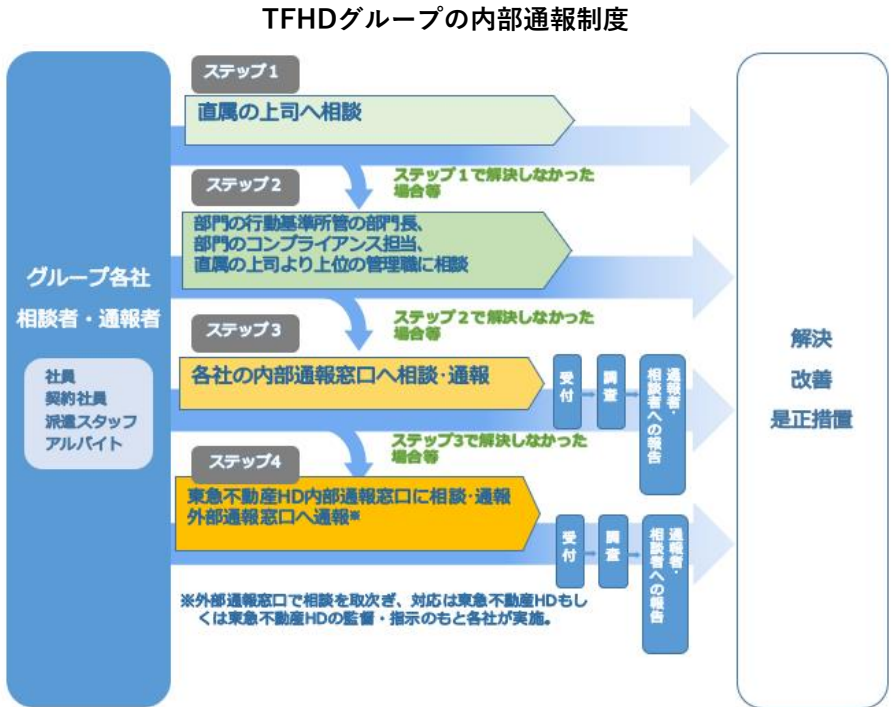 TFHDグループの内部通報制度
グループ各社
相談者・通報者
社員
契約社員
派遣スタッフ
アルバイト
ステップ1
直属の上司へ相談
ステップ1で解決しなかった
場合等
ステップ2
部門の行動基準所管の部門長、
部門のコンプライアンス担当、
直属の上司より上位の管理職に相談
ステップ2で解決しなかった
場合等
ステップ3
各社の内部通報窓口へ相談・通報
受付
調査
通報者・
相談者への報告
ステップ3で解決しなかった
場合等
ステップ4
東急不動産HD内部通報窓口に相談・通報
外部通報窓口へ通報※
受付
調査
通報者・
相談者への報告
※外部通報窓口で相談を取次ぎ、対応は東急不動産HDもし
くは東急不動産HDの監督・指示のもと各社が実施。
解決
改善
是正措置